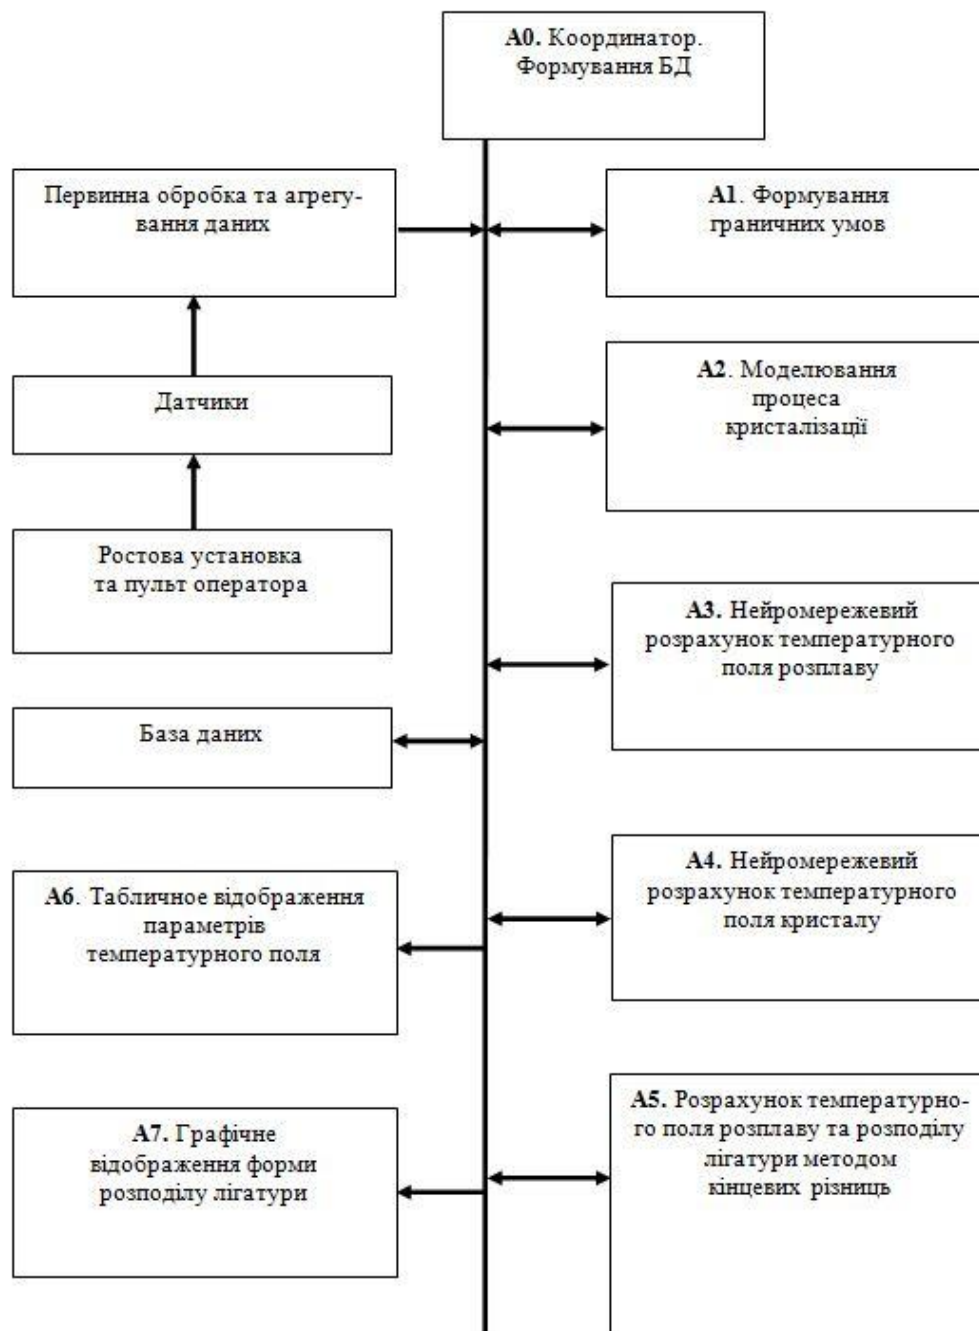 А0. Координатор.
Формування БД
Первинна обробка та агрегу-
вання даних
А1. Формування
граничних умов
А2. Моделювання
процеса
кристалізації
Датчики
Ростова установка
та пульт оператора
А3. Нейромережевий
розрахунок температурного
поля розплаву
База даних
А4. Нейромережевий
розрахунок температурного
поля кристалу
А6. Табличное відображення
параметрів
температурного поля
А5. Розрахунок температурно-
го поля розплаву та розподілу
лігатури методом
кінцевих різниць
А7. Графічне
відображення форми
розподілу лігатури